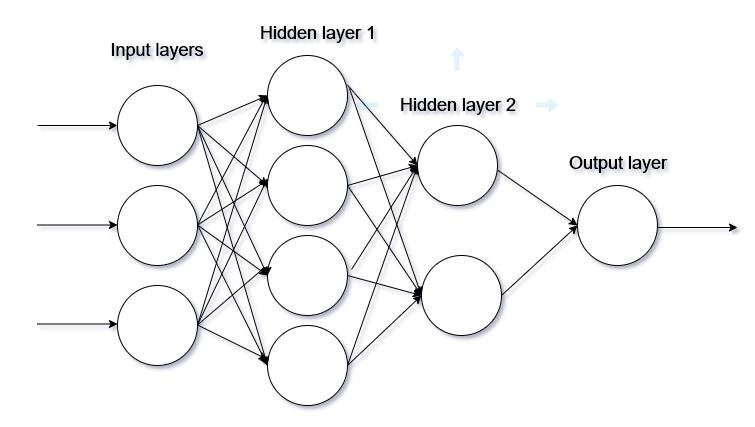 Input layers
Hidden layer 1
Hidden layer 2
Output layer